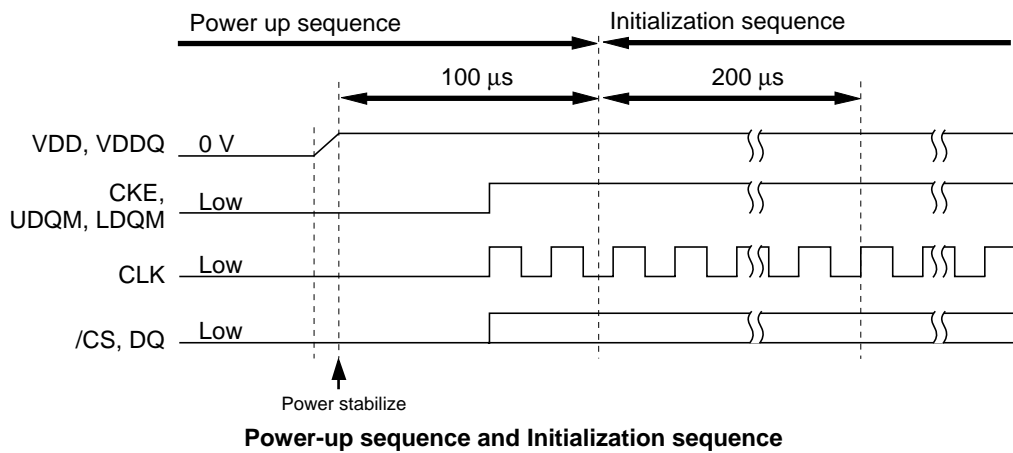 Power up sequence
Initialization sequence
100 μs
200 μs
VDD, VDDQ
0 V
CKE,
UDQM, LDQM
Low
CLK
Low
/CS, DQ
Low
Power stabilize
Power-up sequence and Initialization sequence